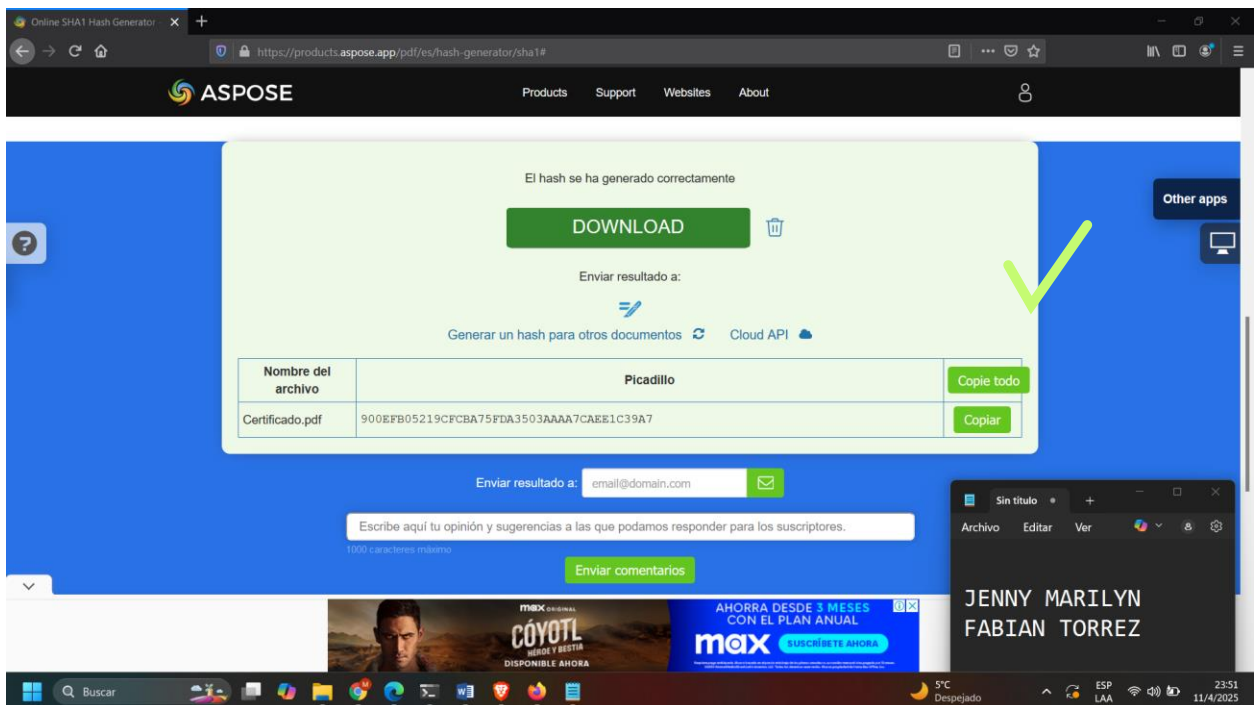 Online SHA1 Hash Generator
https://products.aspose.app/pdf/es/hash-generator/sha1#
ASPOSE
Products Support Websites About
El hash se ha generado correctamente
DOWNLOAD
Other apps
Enviar resultado a:
Generar un hash para otros documentos Cloud API
Nombre del archivo Picadillo Copie todo
Certificado.pdf 900EFB05219CFCBA75FDA3503AAAA7CAEE1C39A7 Copiar
Enviar resultado a: email@domain.com
Escribe aquí tu opinión y sugerencias a las que podamos responder para los suscriptores.
1000 caracteres máximo
Enviar comentarios
Sin título
Archivo Editar Ver
JENNY MARILYN
FABIAN TORREZ
max ORIGINAL
COYOTL
HÉROE Y BESTIA
DISPONIBLE AHORA
AHORRA DESDE 3 MESES
CON EL PLAN ANUAL
max SUSCRÍBETE AHORA
Buscar
5°C
Despejado
ESP
LAA
23:51
11/4/2025